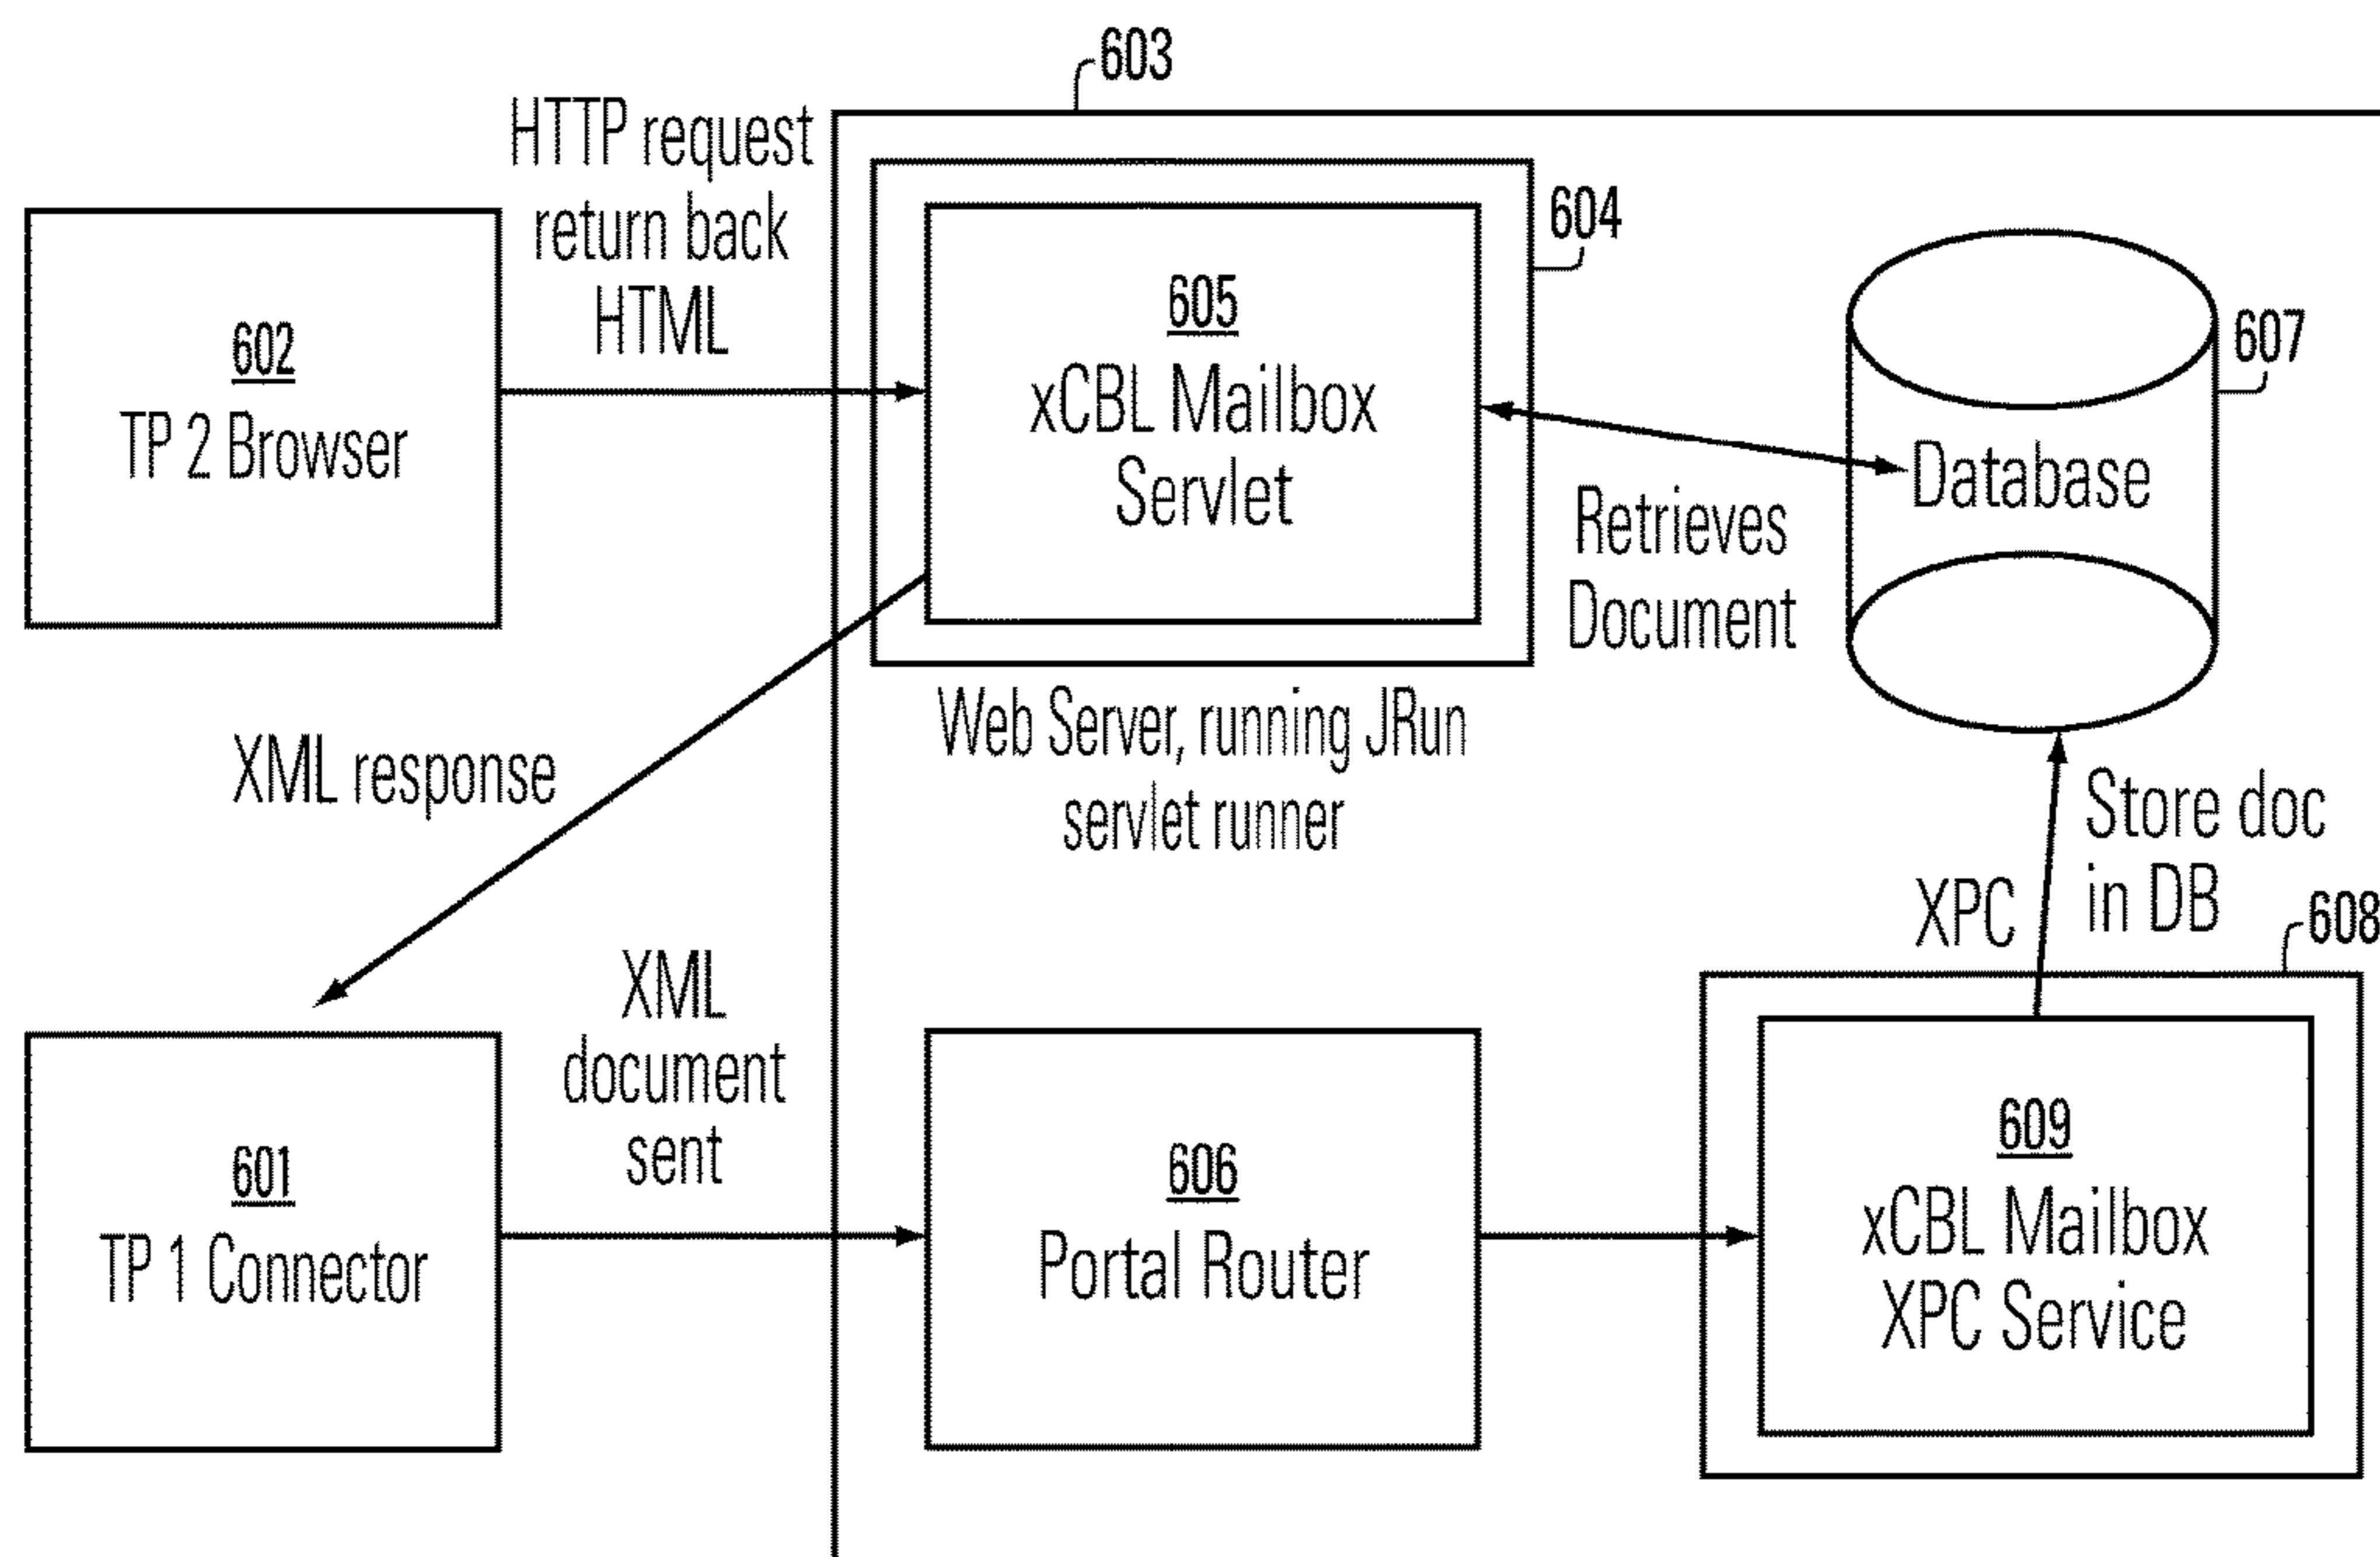 603
HTTP request
return back
HTML
604
602
TP 2 Browser
605
xCBL Mailbox
Servlet
607
Database
Retrieves
Document
Web Server, running JRun
servlet runner
XML response
Store doc
in DB
XPC
608
XML
document
sent
601
TP 1 Connector
606
Portal Router
609
xCBL Mailbox
XPC Service